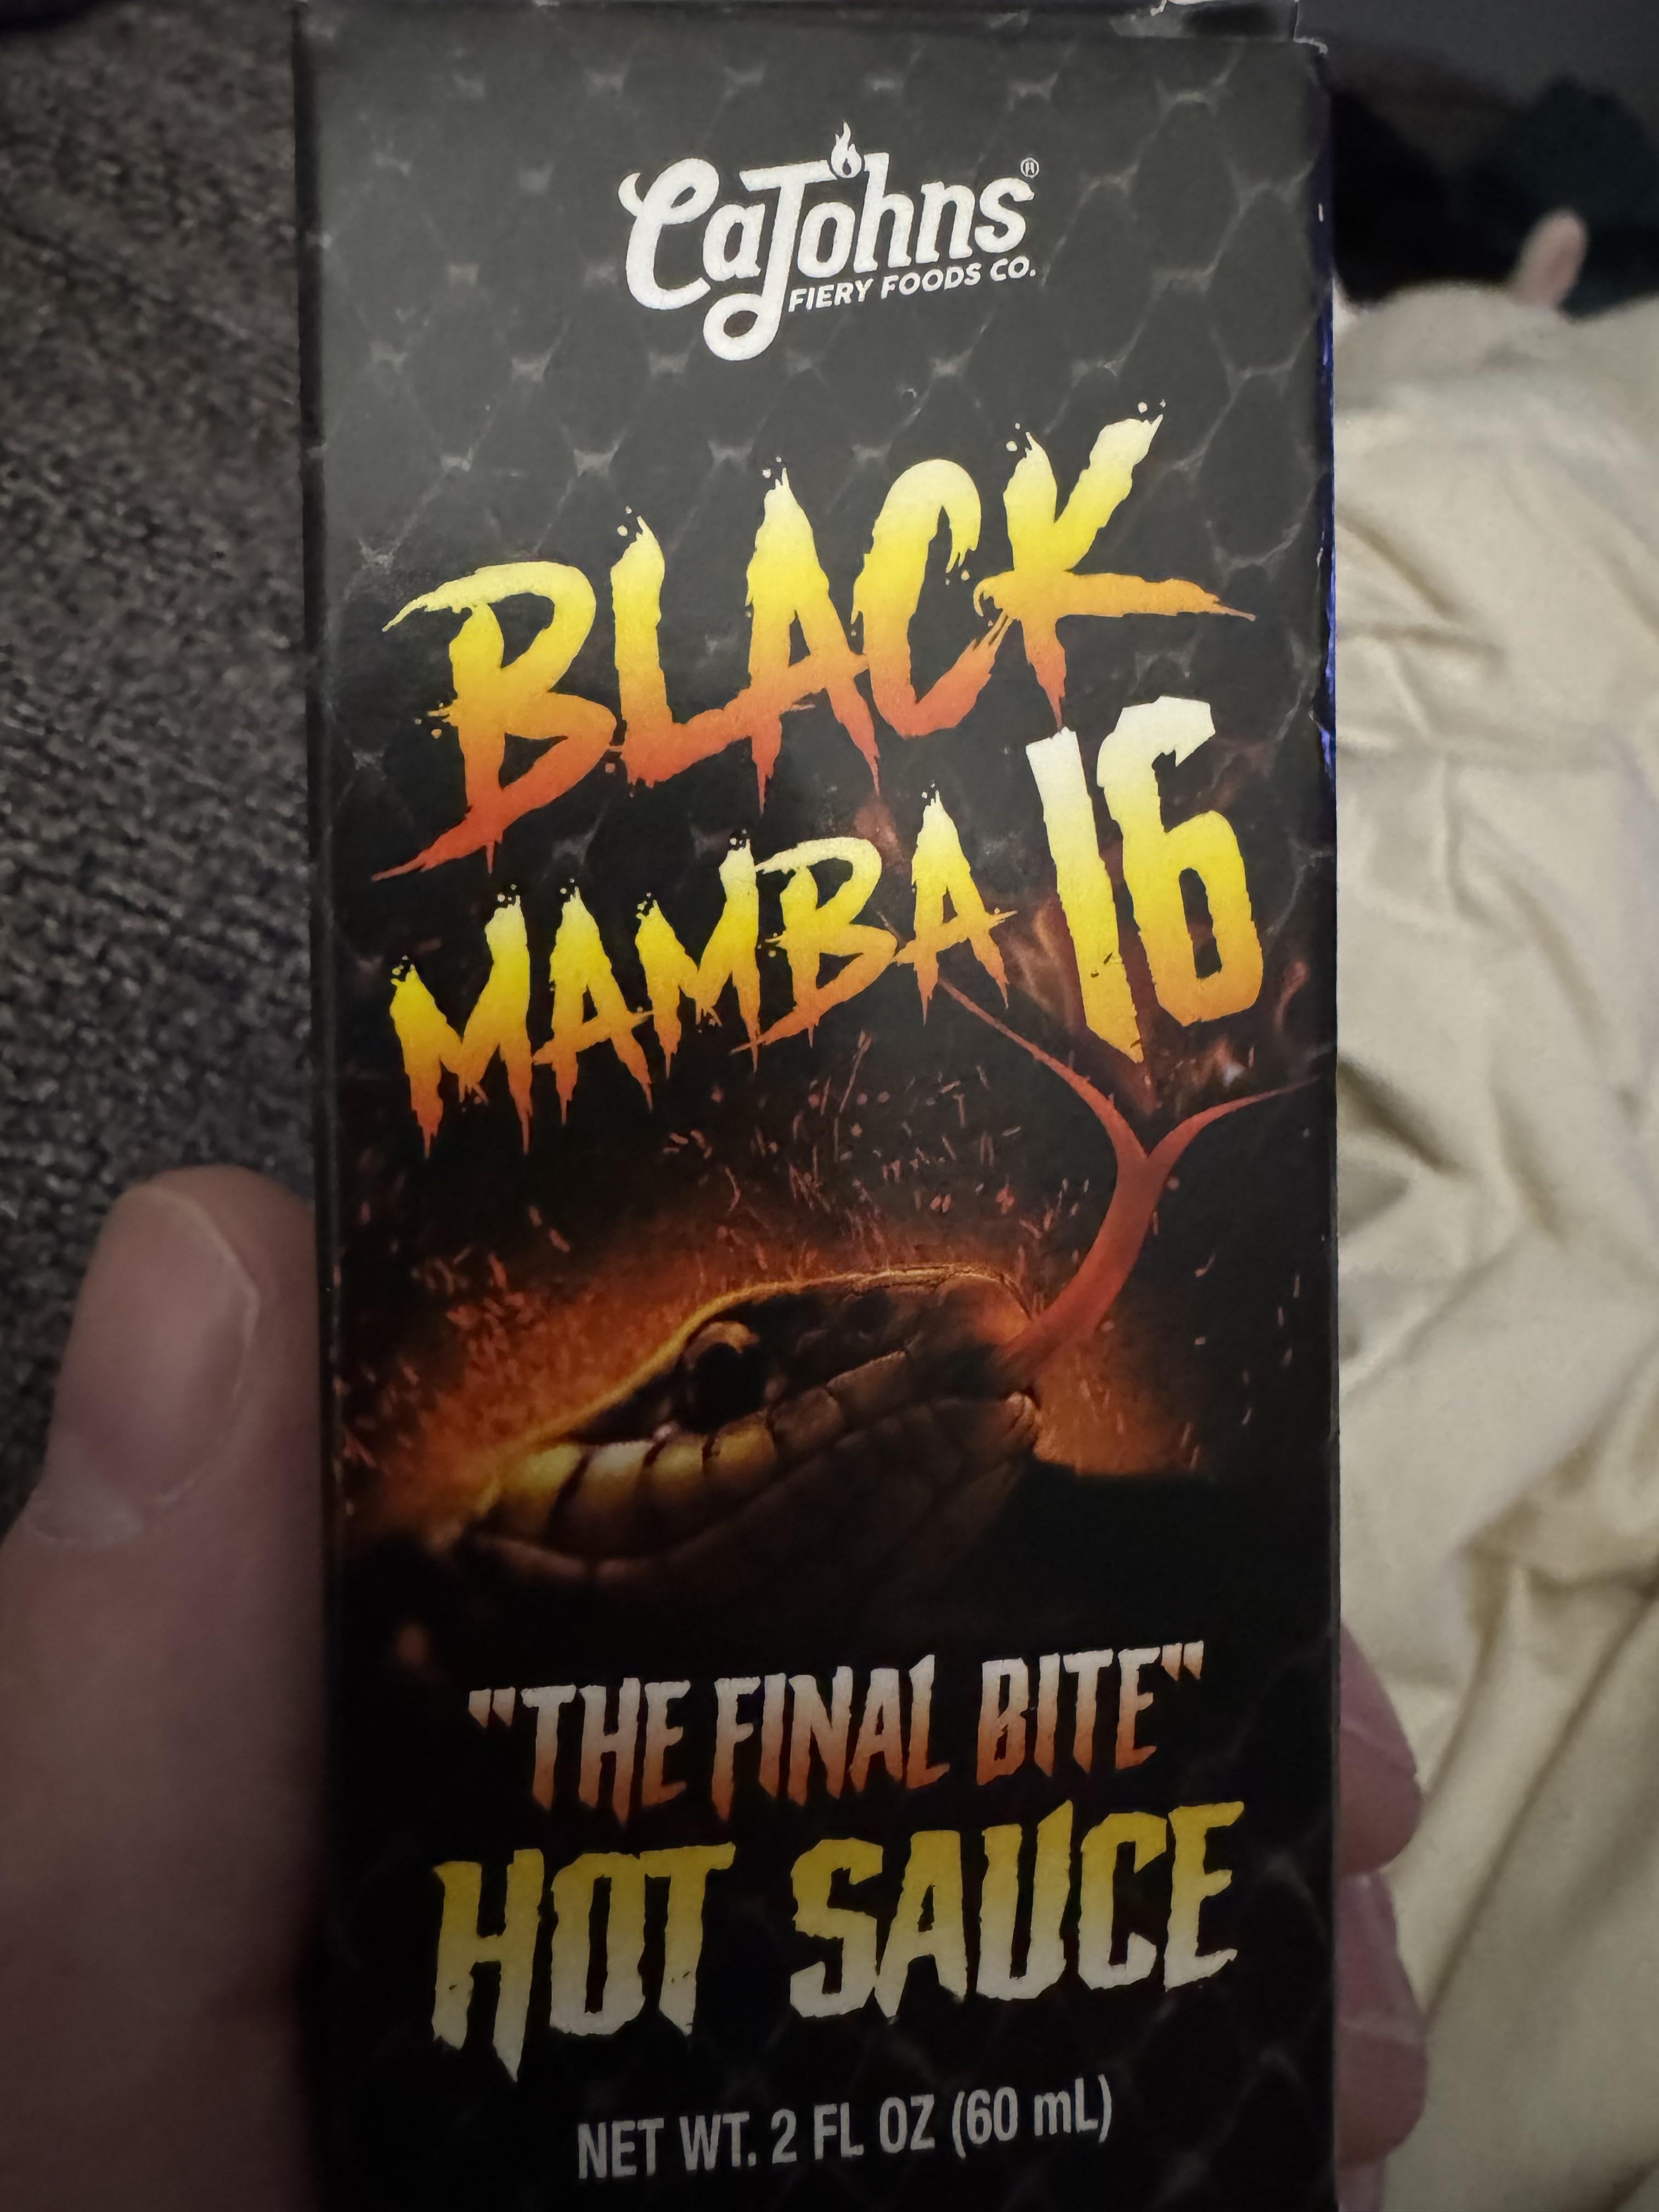 CaJohns®
FIERY FOODS CO.
BLACK
MAMBA 16
"THE FINAL BITE"
HOT SAUCE
NET WT. 2 FL OZ (60 mL)